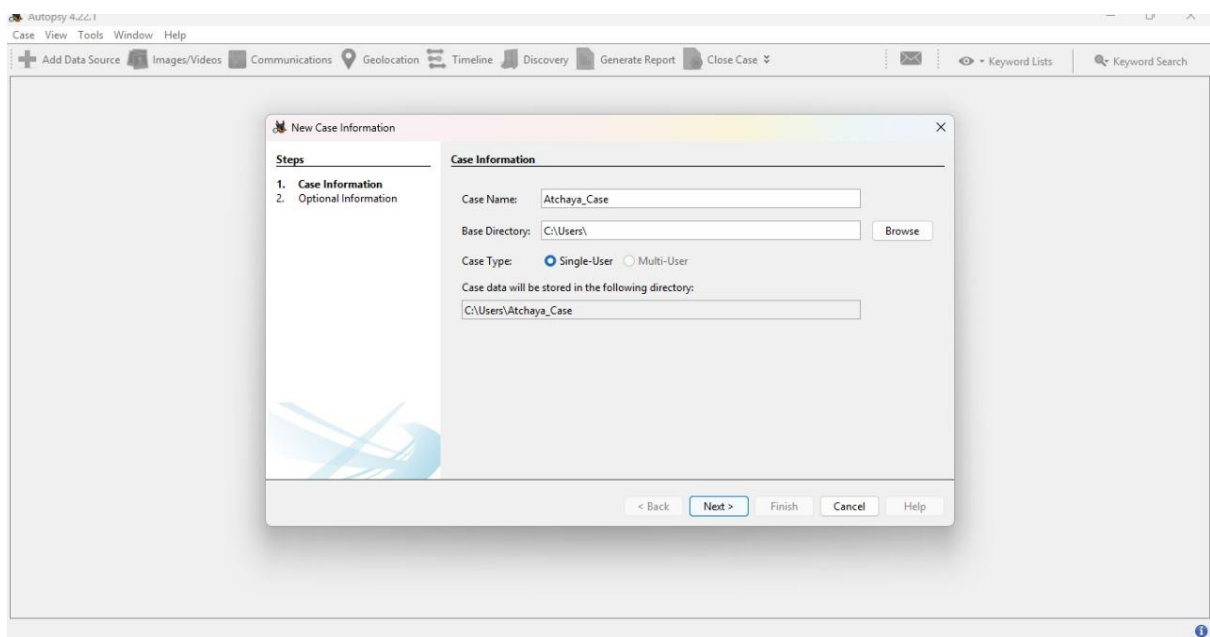 Autopsy 4.22.1
Case View Tools Window Help
Add Data Source Images/Videos Communications Geolocation Timeline Discovery Generate Report Close Case Keyword Lists Keyword Search
New Case Information
Steps
1. Case Information
2. Optional Information
Case Information
Case Name: Atchaya_Case
Base Directory: C:\Users\ Browse
Case Type: Single-User Multi-User
Case data will be stored in the following directory:
C:\Users\Atchaya_Case
< Back Next > Finish Cancel Help